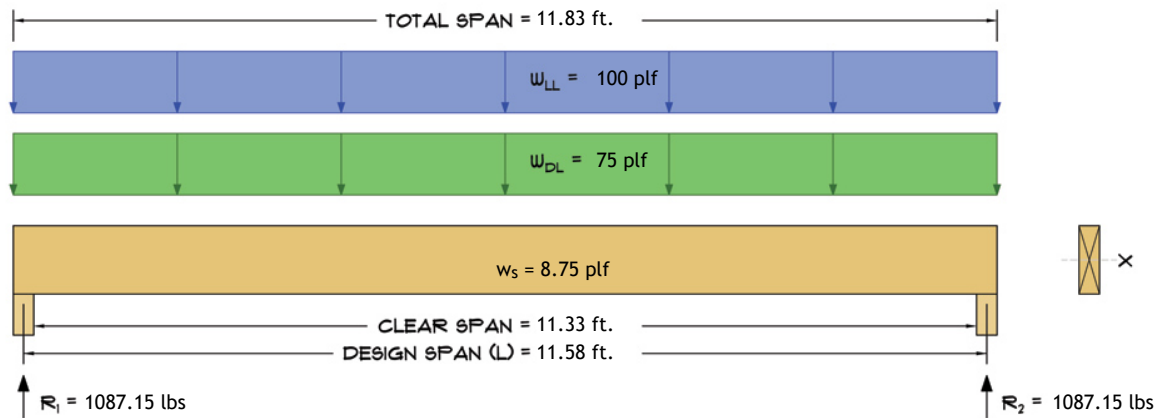 TOTAL SPAN = 11.83 ft.
WLL = 100 plf
WDL = 75 plf
ws = 8.75 plf
X
CLEAR SPAN = 11.33 ft.
DESIGN SPAN (L) = 11.58 ft.
R1 = 1087.15 lbs
R2 = 1087.15 lbs